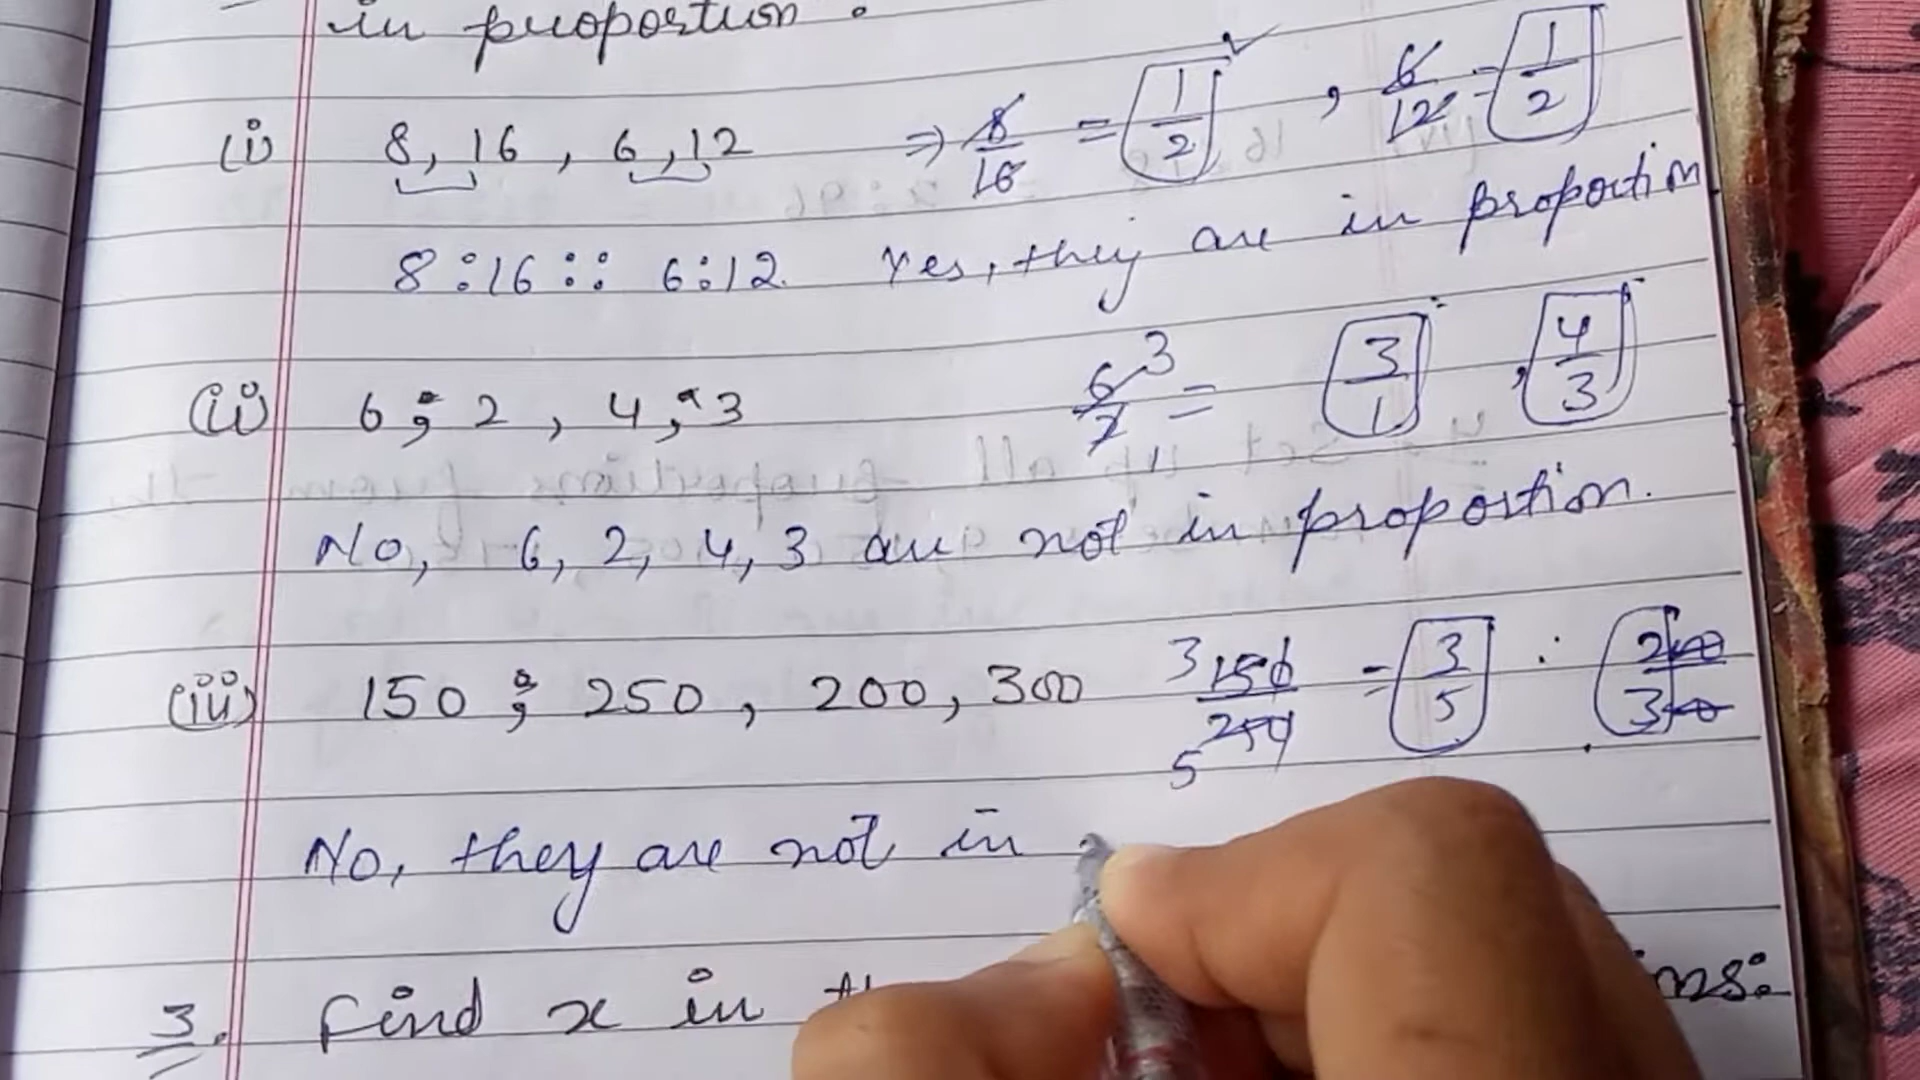 in proportion .
(i) 8, 16 , 6, 12 ⇒ 8/16 = 1/2 ✓ , 6/12 = 1/2
8 : 16 :: 6 : 12. Yes, they are in proportion
(ii) 6 ; 2 , 4 ; 3 6/2 3 = 3/1 , 4/3
No, 6, 2, 4, 3 are not in proportion.
(iii) 150 ; 250 , 200 , 300 3 150/250 5 = 3/5 : 200/300
No, they are not in
3. Find x in